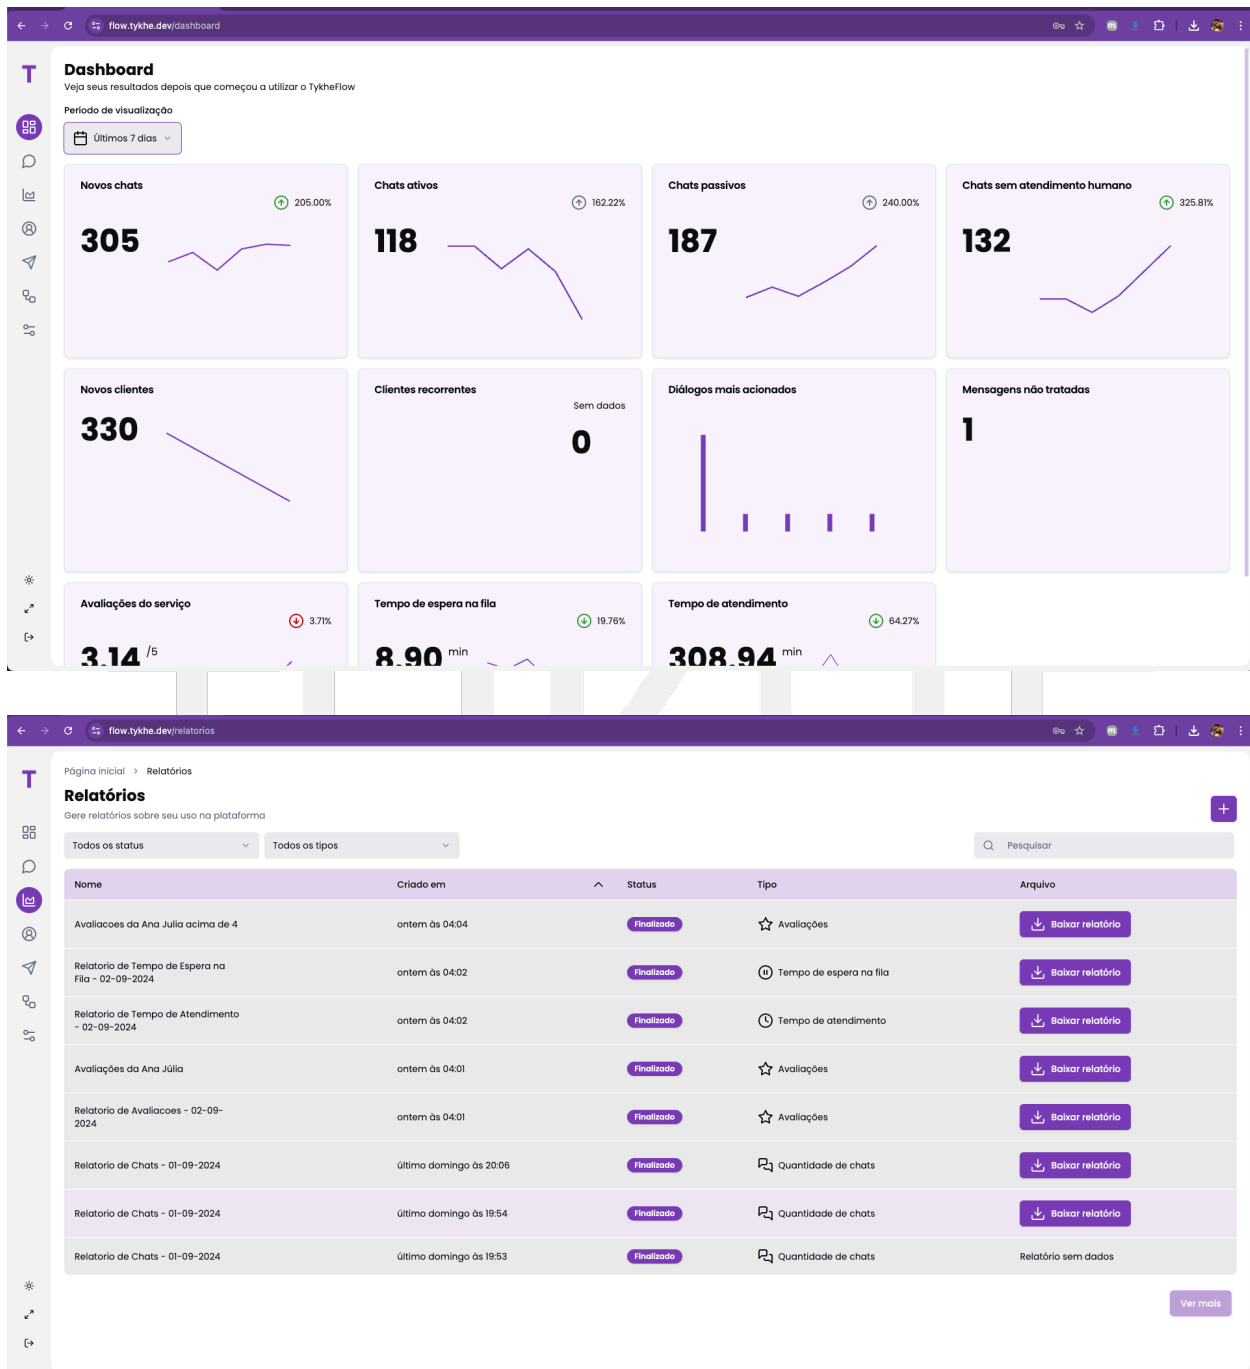 flow.tykhe.dev/dashboard
T
Dashboard
Veja seus resultados depois que começou a utilizar o TykheFlow
Período de visualização
Últimos 7 dias
Novos chats
205.00%
305
Chats ativos
162.22%
118
Chats passivos
240.00%
187
Chats sem atendimento humano
325.81%
132
Novos clientes
330
Clientes recorrentes
Sem dados
0
Diálogos mais acionados
Mensagens não tratadas
1
Avaliações do serviço
3.71%
3.14 /5
Tempo de espera na fila
19.76%
8.90 min
Tempo de atendimento
64.27%
308.94 min
flow.tykhe.dev/relatorios
T
Página inicial > Relatórios
Relatórios
Gere relatórios sobre seu uso na plataforma
Todos os status
Todos os tipos
Pesquisar
Nome Criado em Status Tipo Arquivo
Avaliacoes da Ana Julia acima de 4 ontem às 04:04 Finalizado Avaliações Baixar relatório
Relatorio de Tempo de Espera na
Fila - 02-09-2024 ontem às 04:02 Finalizado Tempo de espera na fila Baixar relatório
Relatorio de Tempo de Atendimento
- 02-09-2024 ontem às 04:02 Finalizado Tempo de atendimento Baixar relatório
Avaliações da Ana Júlia ontem às 04:01 Finalizado Avaliações Baixar relatório
Relatorio de Avaliacoes - 02-09-
2024 ontem às 04:01 Finalizado Avaliações Baixar relatório
Relatorio de Chats - 01-09-2024 último domingo às 20:06 Finalizado Quantidade de chats Baixar relatório
Relatorio de Chats - 01-09-2024 último domingo às 19:54 Finalizado Quantidade de chats Baixar relatório
Relatorio de Chats - 01-09-2024 último domingo às 19:53 Finalizado Quantidade de chats Relatório sem dados
Ver mais